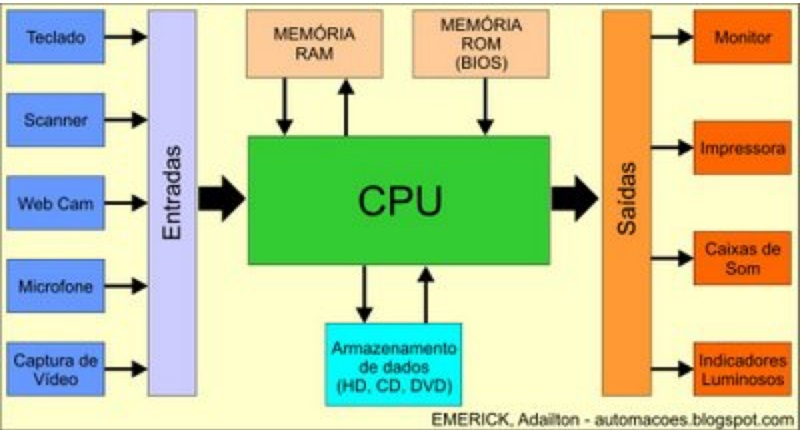 Teclado
Scanner
Web Cam
Microfone
Captura de
Vídeo
Entradas
MEMÓRIA
RAM
MEMÓRIA
ROM
(BIOS)
CPU
Armazenamento
de dados
(HD, CD, DVD)
Saídas
Monitor
Impressora
Caixas de
Som
Indicadores
Luminosos
EMERICK, Adailton - automacoes.blogspot.com